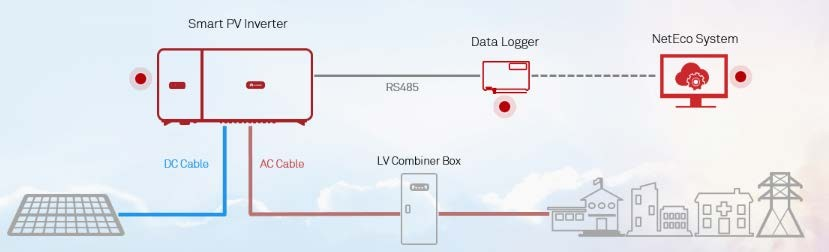 Smart PV Inverter
Data Logger
NetEco System
RS485
DC Cable
AC Cable
LV Combiner Box